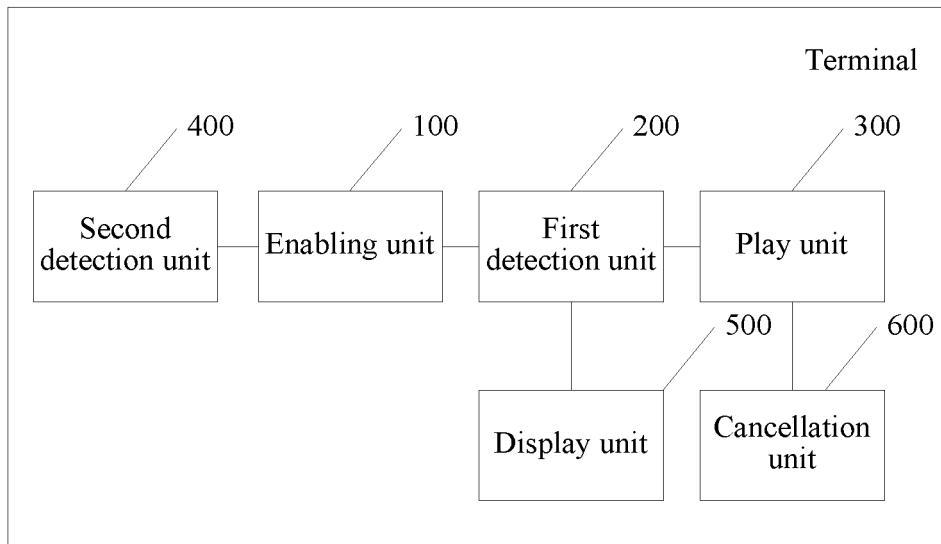 Terminal
400
100
200
300
Second
detection unit
Enabling unit
First
detection unit
Play unit
500
600
Display unit
Cancellation
unit